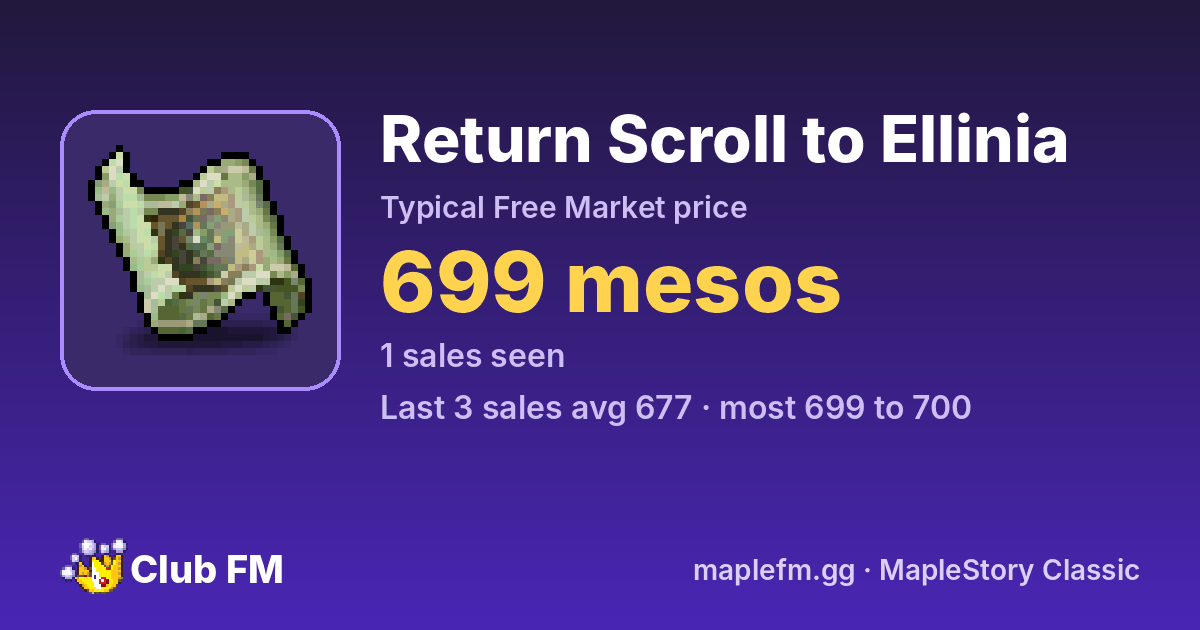 Return Scroll to Ellinia
Typical Free Market price
699 mesos
1 sales seen
Last 3 sales avg 677 · most 699 to 700
Club FM
maplefm.gg · MapleStory Classic